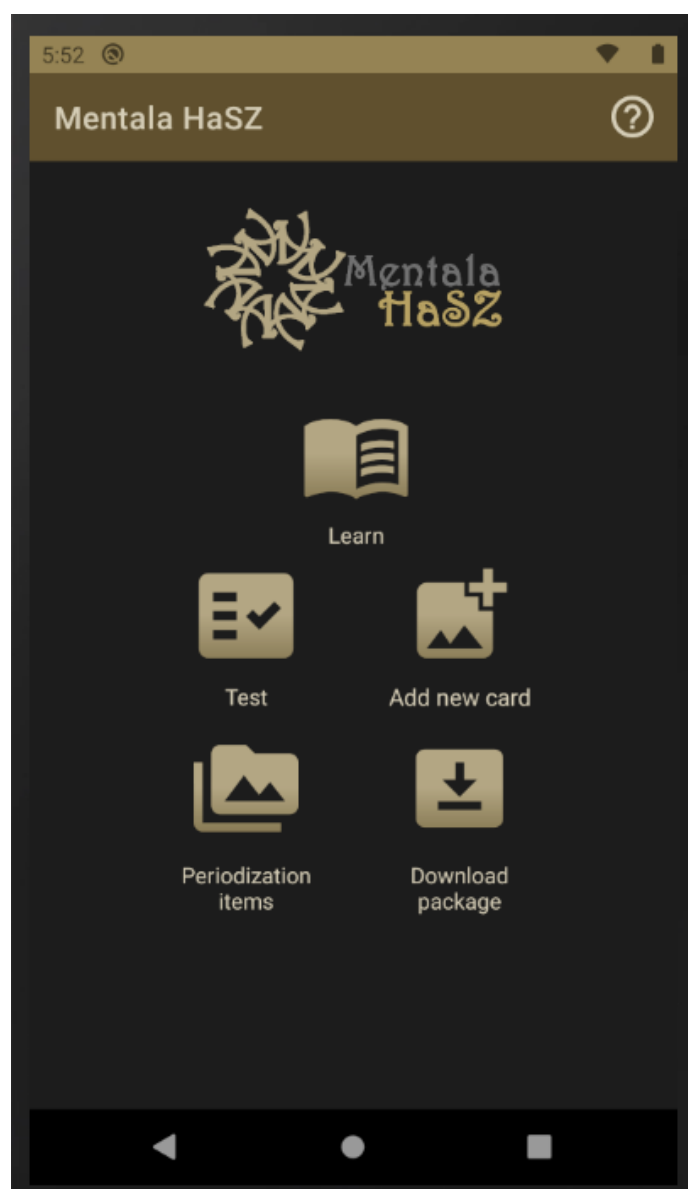 5:52
Mentala HaSZ
Mentala
HaSZ
Learn
Test
Add new card
Periodization
items
Download
package